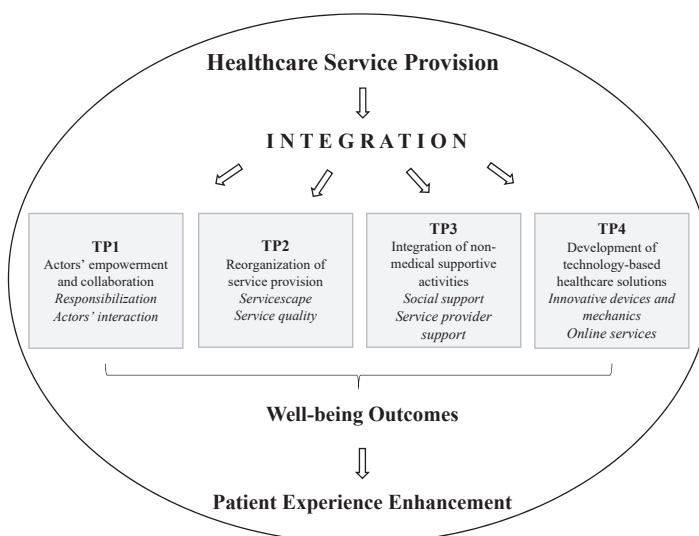 Healthcare Service Provision
INTEGRATION
TP1
Actors’ empowerment
and collaboration
Responsibilization
Actors’ interaction
TP2
Reorganization of
service provision
Servicescape
Service quality
TP3
Integration of non-
medical supportive
activities
Social support
Service provider
support
TP4
Development of
technology-based
healthcare solutions
Innovative devices and
mechanics
Online services
Well-being Outcomes
Patient Experience Enhancement